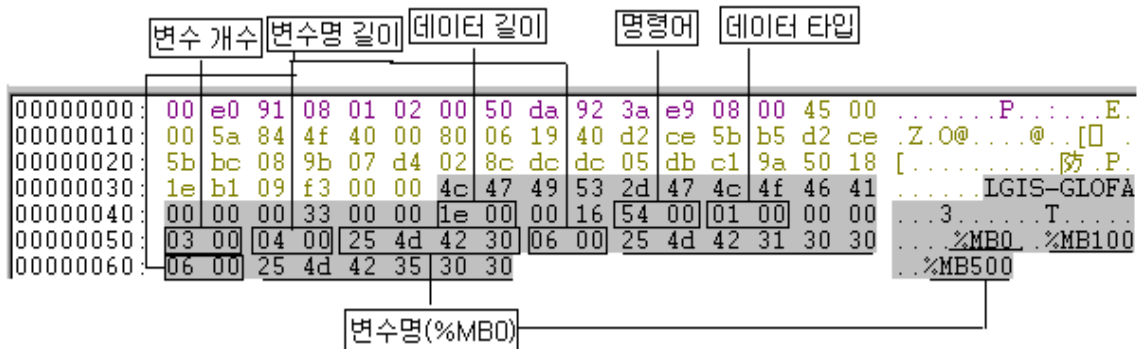 변수 개수 변수명 길이 데이터 길이 명령어 데이터 타입
00000000: 00 e0 91 08 01 02 00 50 da 92 3a e9 08 00 45 00 .......P..:...E.
00000010: 00 5a 84 4f 40 00 80 06 19 40 d2 ce 5b b5 d2 ce .Z.O@....@..[
00000020: 5b bc 08 9b 07 d4 02 8c dc dc 05 db c1 9a 50 18 [............P.
00000030: 1e b1 09 f3 00 00 4c 47 49 53 2d 47 4c 4f 46 41 ......LGIS-GLOFA
00000040: 00 00 00 33 00 00 1e 00 00 16 54 00 01 00 00 00 ...3......T.....
00000050: 03 00 04 00 25 4d 42 30 06 00 25 4d 42 31 30 30 ....%MB0..%MB100
00000060: 06 00 25 4d 42 35 30 30 ..%MB500
변수명(%MB0)